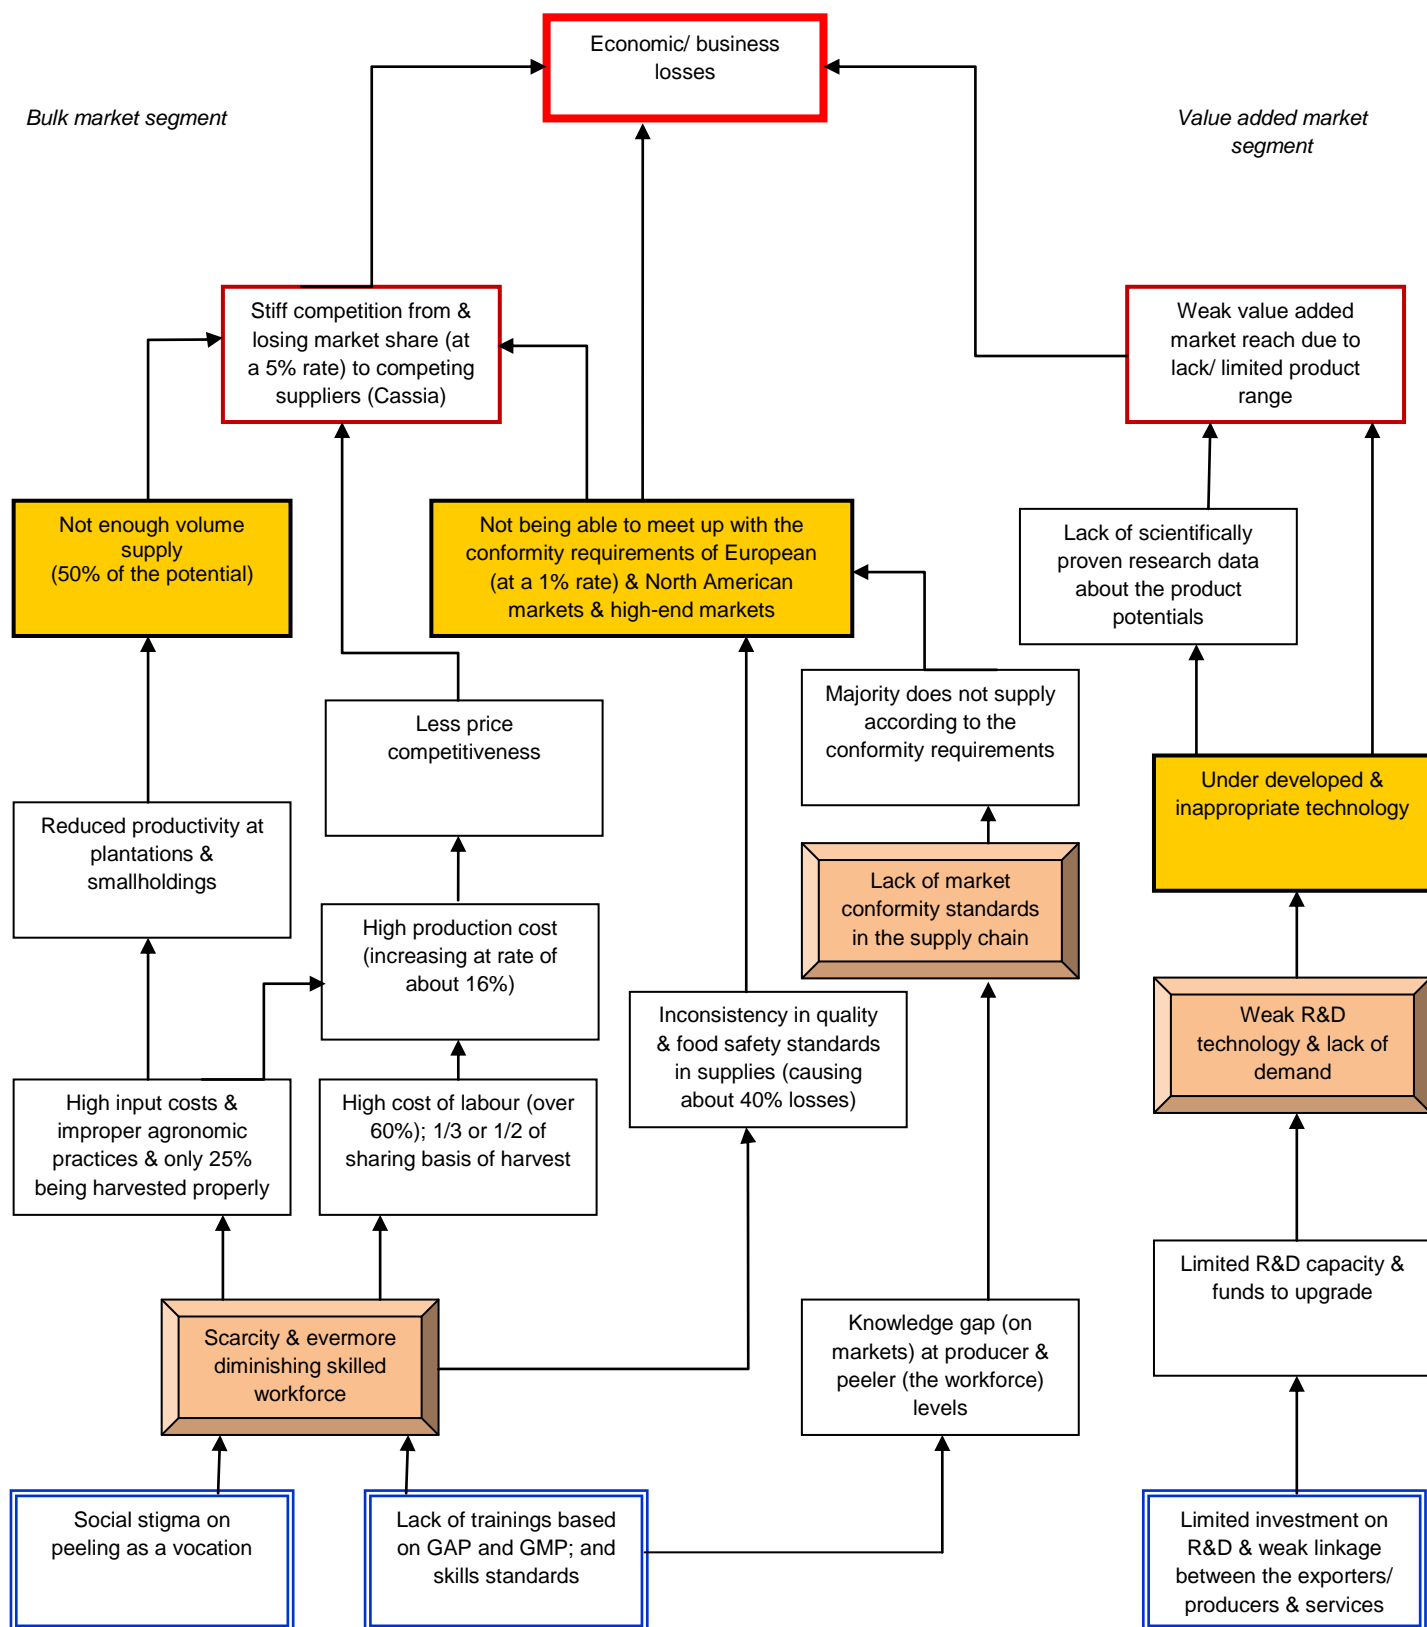 Economic/ business
losses
Bulk market segment
Value added market
segment
Stiff competition from &
losing market share (at
a 5% rate) to competing
suppliers (Cassia)
Weak value added
market reach due to
lack/ limited product
range
Not enough volume
supply
(50% of the potential)
Not being able to meet up with the
conformity requirements of European
(at a 1% rate) & North American
markets & high-end markets
Lack of scientifically
proven research data
about the product
potentials
Less price
competitiveness
Majority does not supply
according to the
conformity requirements
Under developed &
inappropriate technology
Reduced productivity at
plantations &
smallholdings
Lack of market
conformity standards
in the supply chain
High production cost
(increasing at rate of
about 16%)
Inconsistency in quality
& food safety standards
in supplies (causing
about 40% losses)
Weak R&D
technology & lack of
demand
High input costs &
improper agronomic
practices & only 25%
being harvested properly
High cost of labour (over
60%); 1/3 or 1/2 of
sharing basis of harvest
Limited R&D capacity &
funds to upgrade
Scarcity & evermore
diminishing skilled
workforce
Knowledge gap (on
markets) at producer &
peeler (the workforce)
levels
Social stigma on
peeling as a vocation
Lack of trainings based
on GAP and GMP; and
skills standards
Limited investment on
R&D & weak linkage
between the exporters/
producers & services